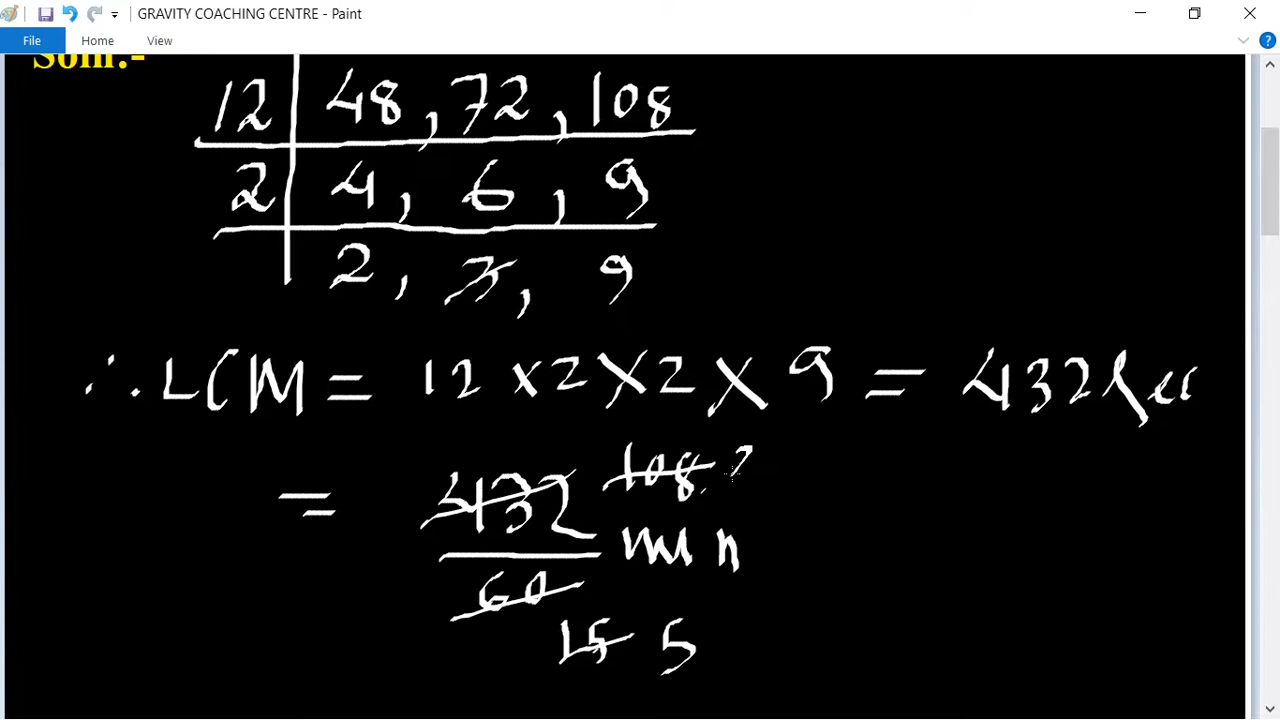 GRAVITY COACHING CENTRE - Paint
File Home View
Soln:-
12 | 48, 72, 108
2 | 4, 6, 9
2, 3, 9
∴ LCM = 12 × 2 × 2 × 9 = 432 Sec
= 432/60 108 min
15 5